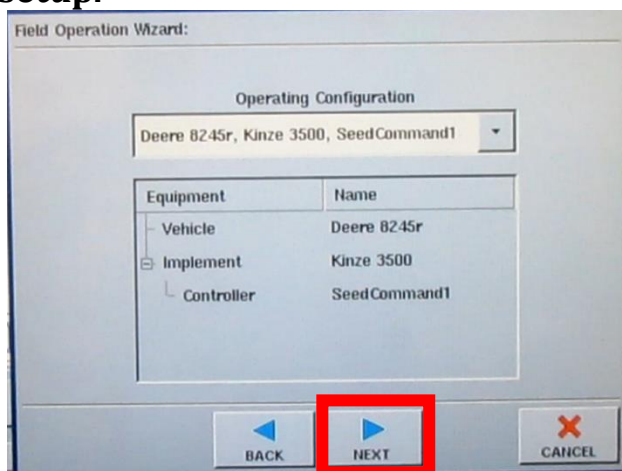 setup.
Field Operation Wizard:
Operating Configuration
Deere 8245r, Kinze 3500, SeedCommand1
Equipment Name
Vehicle Deere 8245r
Implement Kinze 3500
Controller SeedCommand1
BACK NEXT CANCEL